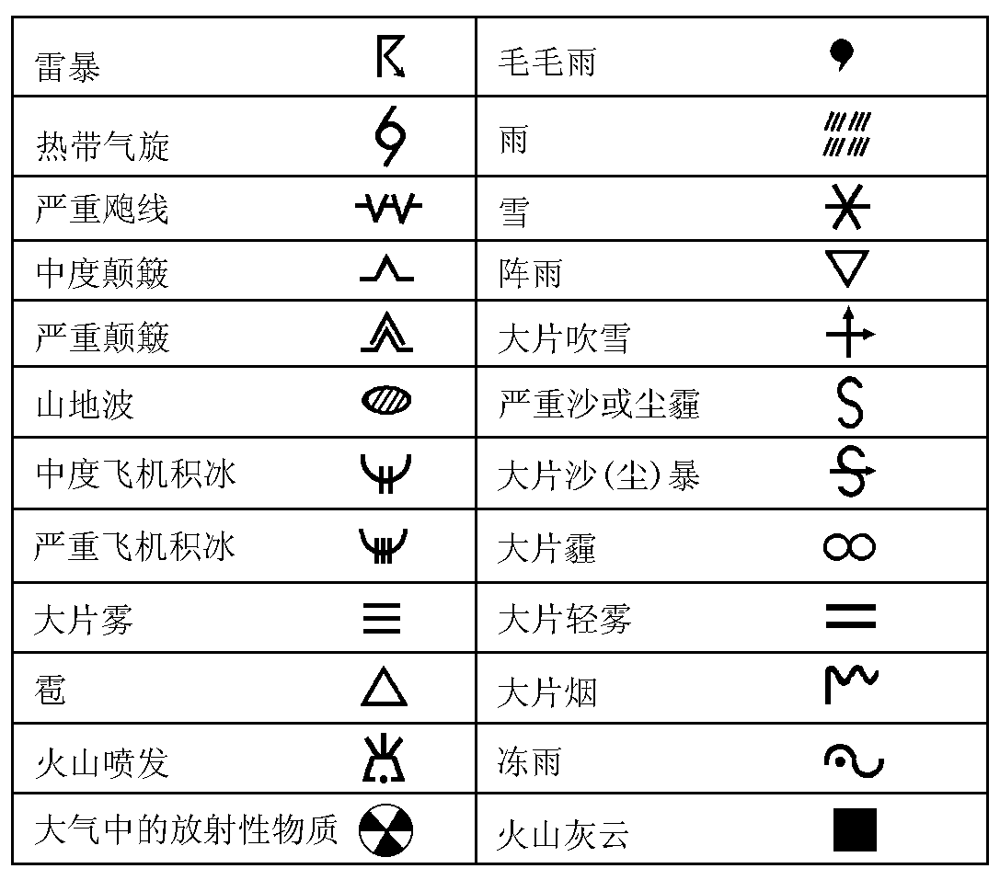 雷暴
毛毛雨
热带气旋
雨
严重飑线
雪
中度颠簸
阵雨
严重颠簸
大片吹雪
山地波
严重沙或尘霾
中度飞机积冰
大片沙(尘)暴
严重飞机积冰
大片霾
大片雾
大片轻雾
雹
大片烟
火山喷发
冻雨
大气中的放射性物质
火山灰云